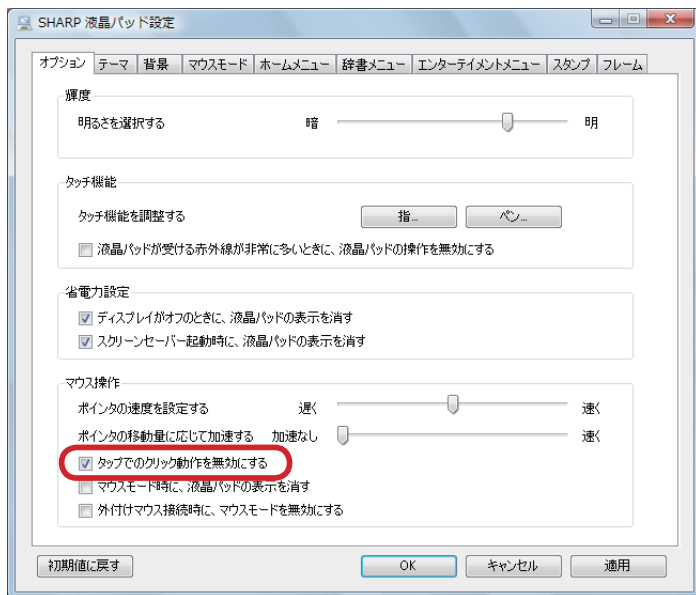 SHARP 液晶パッド設定
オプション テーマ 背景 マウスモード ホームメニュー 辞書メニュー エンターテイメントメニュー スタンプ フレーム
輝度
明るさを選択する 暗 明
タッチ機能
タッチ機能を調整する 指... ペン...
液晶パッドが受ける赤外線が非常に多いときに、液晶パッドの操作を無効にする
省電力設定
ディスプレイがオフのときに、液晶パッドの表示を消す
スクリーンセーバー起動時に、液晶パッドの表示を消す
マウス操作
ポインタの速度を設定する 遅く 速く
ポインタの移動量に応じて加速する 加速なし 速く
タップでのクリック動作を無効にする
マウスモード時に、液晶パッドの表示を消す
外付けマウス接続時に、マウスモードを無効にする
初期値に戻す OK キャンセル 適用